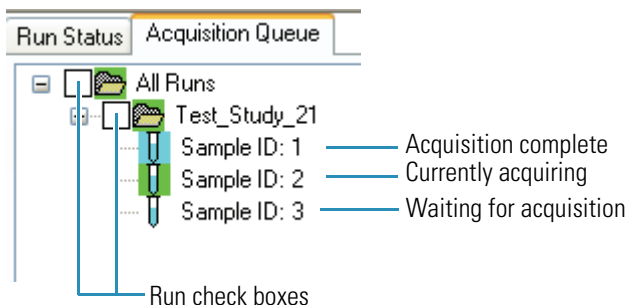 Run Status Acquisition Queue
All Runs
Test_Study_21
Sample ID: 1 Acquisition complete
Sample ID: 2 Currently acquiring
Sample ID: 3 Waiting for acquisition
Run check boxes